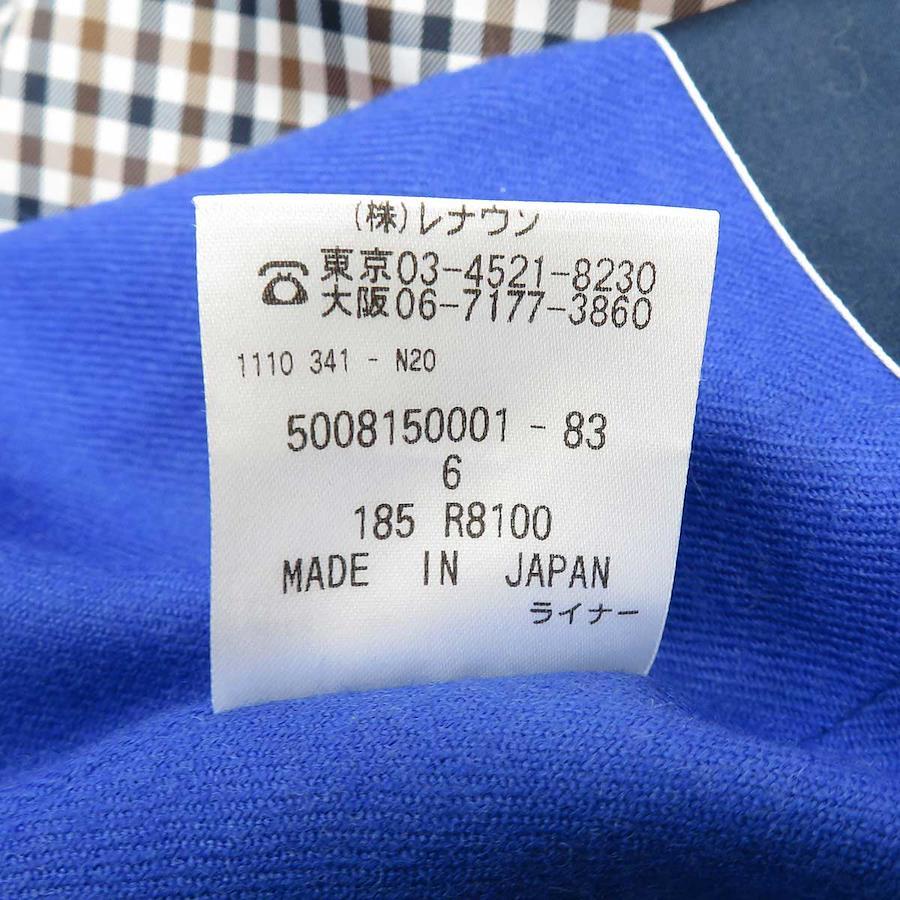 (株)レナウン
東京03-4521-8230
大阪06-7177-3860
1110 341 - N20
5008150001 - 83
6
185 R8100
MADE IN JAPAN
ライナー